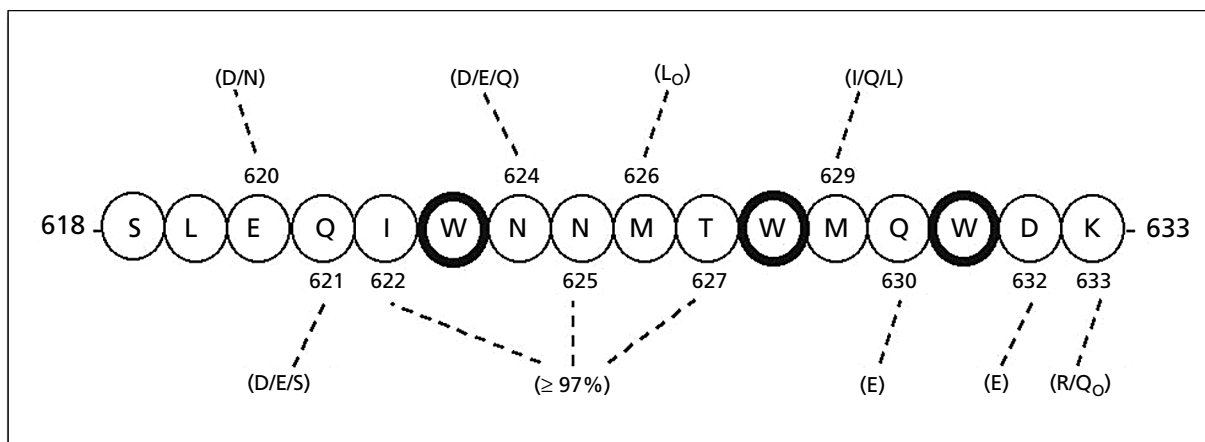 (D/N) (D/E/Q) (LO) (I/Q/L)
620 624 626 629
618 S L E Q I W N N M T W M Q W D K 633
621 622 625 627 630 632 633
(D/E/S) (≥ 97%) (E) (E) (R/QO)